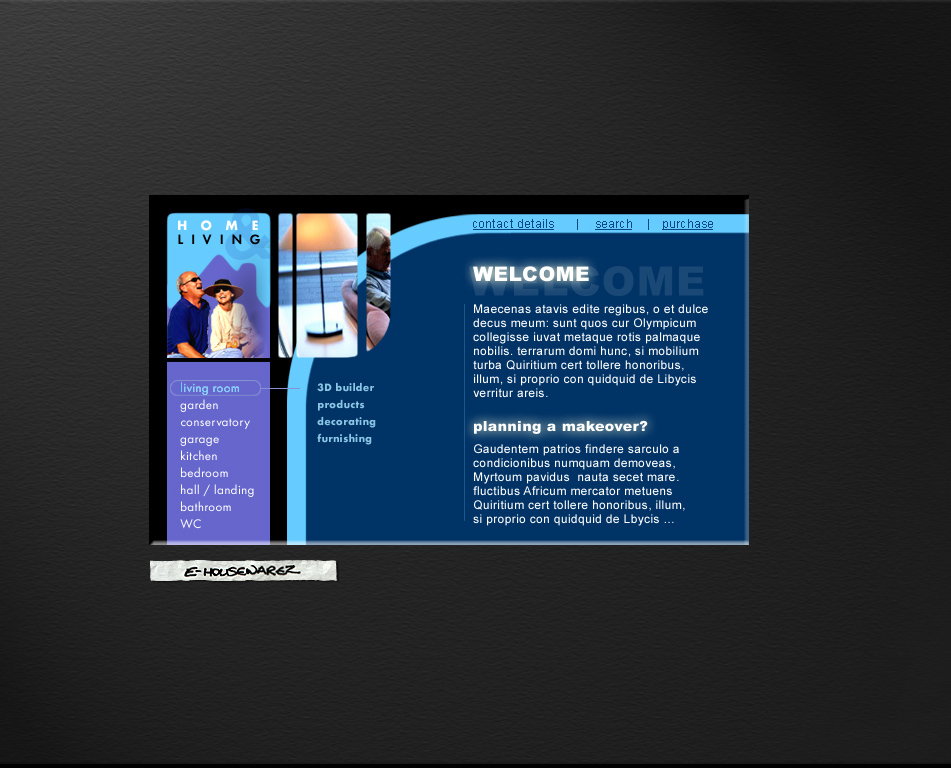 HOME
LIVING
&
contact details | search | purchase
WELCOME
WELCOME
Maecenas atavis edite regibus, o et dulce
decus meum: sunt quos cur Olympicum
collegisse iuvat metaque rotis palmaque
nobilis. terrarum domi hunc, si mobilium
turba Quiritium cert tollere honoribus,
illum, si proprio con quidquid de Libycis
verritur areis.
planning a makeover?
Gaudentem patrios findere sarculo a
condicionibus numquam demoveas,
Myrtoum pavidus nauta secet mare.
fluctibus Africum mercator metuens
Quiritium cert tollere honoribus, illum,
si proprio con quidquid de Lbycis ...
living room
garden
conservatory
garage
kitchen
bedroom
hall / landing
bathroom
WC
3D builder
products
decorating
furnishing
E-HOUSEWAREZ